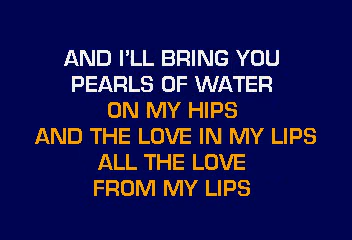 AND I'LL BRING YOU
PEARLS OF WATER
ON MY HIPS
AND THE LOVE IN MY LIPS
ALL THE LOVE
FROM MY LIPS